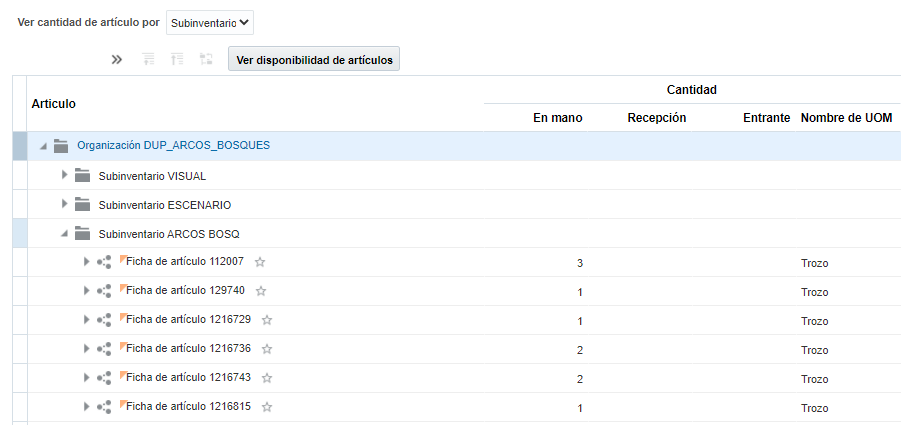 Ver cantidad de artículo por Subinventario
Ver disponibilidad de artículos
Cantidad
Artículo
En mano Recepción Entrante Nombre de UOM
Organización DUP_ARCOS_BOSQUES
Subinventario VISUAL
Subinventario ESCENARIO
Subinventario ARCOS BOSQ
Ficha de artículo 112007 3 Trozo
Ficha de artículo 129740 1 Trozo
Ficha de artículo 1216729 1 Trozo
Ficha de artículo 1216736 2 Trozo
Ficha de artículo 1216743 2 Trozo
Ficha de artículo 1216815 1 Trozo